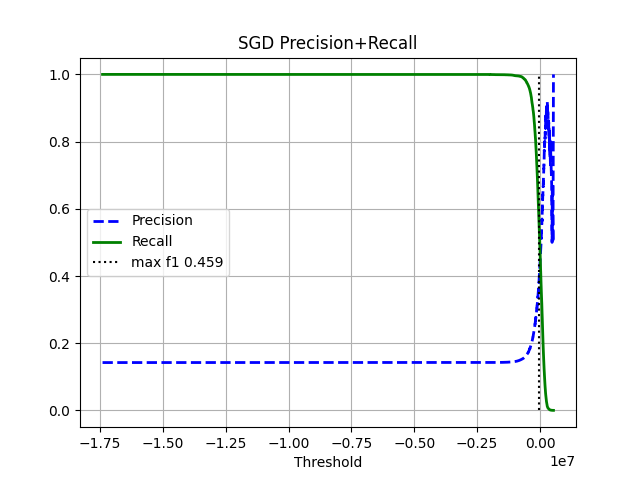 SGD Precision+Recall
1.0
0.8
0.6
0.4
0.2
0.0
Precision
Recall
max f1 0.459
−1.75 −1.50 −1.25 −1.00 −0.75 −0.50 −0.25 0.00
1e7
Threshold